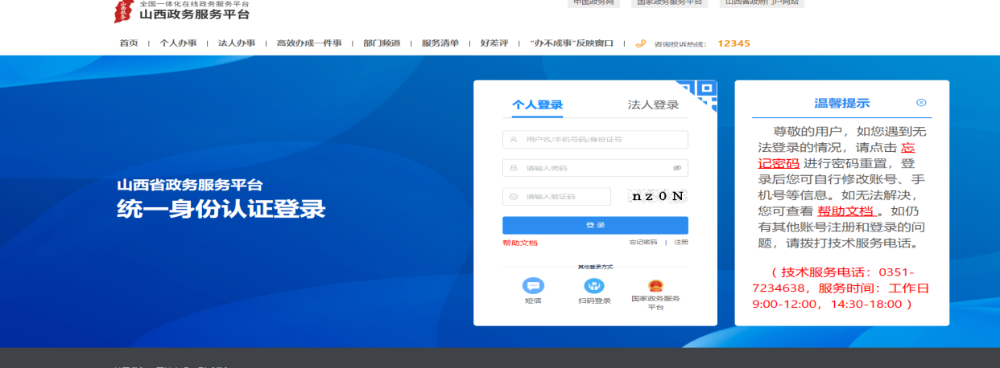 全国一体化在线政务服务平台
山西政务服务平台
中国政务网 国家政务服务平台 山西省政府门户网站
首页 | 个人办事 | 法人办事 | 高效办成一件事 | 部门频道 | 服务清单 | 好差评 | “办不成事”反映窗口 | 咨询投诉热线： 12345
山西省政务服务平台
统一身份认证登录
个人登录 法人登录
用户名/手机号码/身份证号
请输入密码
请输入验证码 nz0N
登录
帮助文档 忘记密码 | 注册
其他登录方式
短信 扫码登录 国家政务服务
平台
温馨提示
尊敬的用户，如您遇到无
法登录的情况，请点击 忘
记密码 进行密码重置，登
录后您可自行修改账号、手
机号等信息。如无法解决，
您可查看 帮助文档 。如仍
有其他账号注册和登录的问
题，请拨打技术服务电话。
（ 技术服务电话：0351-
7234638，服务时间：工作日
9:00-12:00，14:30-18:00 ）